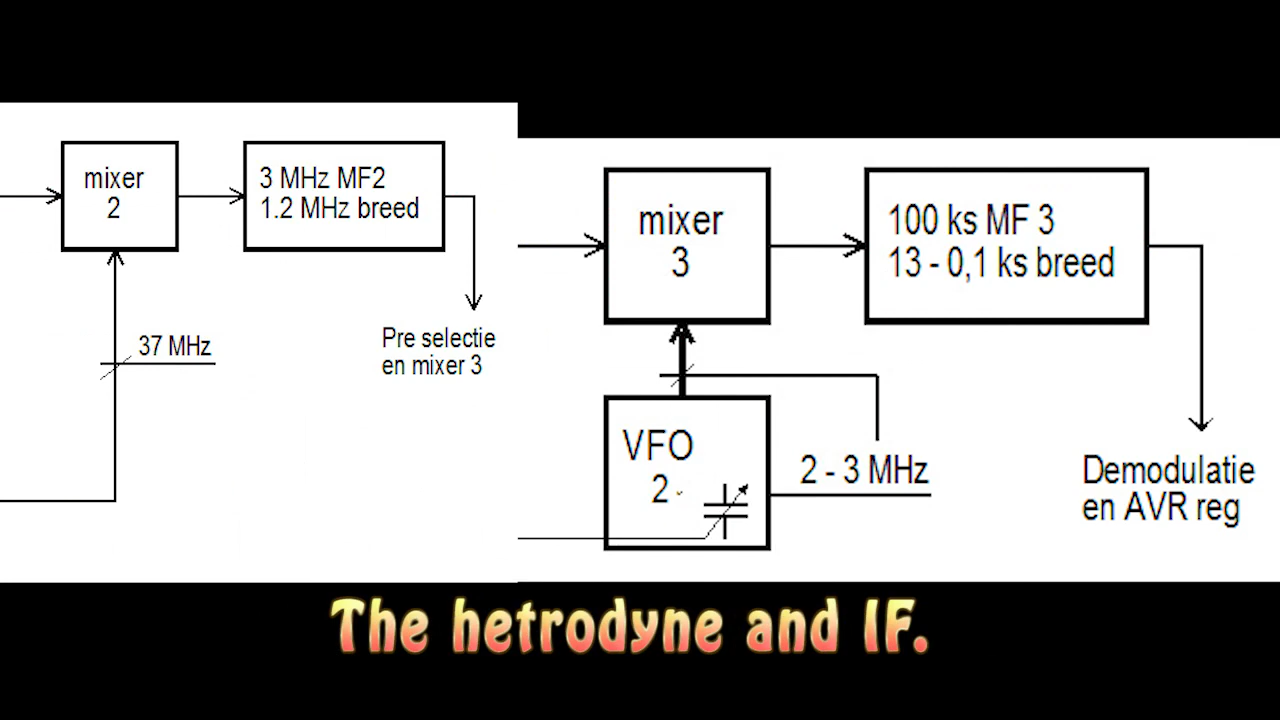 mixer
2
3 MHz MF2
1.2 MHz breed
37 MHz
Pre selectie
en mixer 3
mixer
3
100 ks MF 3
13 - 0,1 ks breed
VFO
2
2 - 3 MHz
Demodulatie
en AVR reg
The hetrodyne and IF.